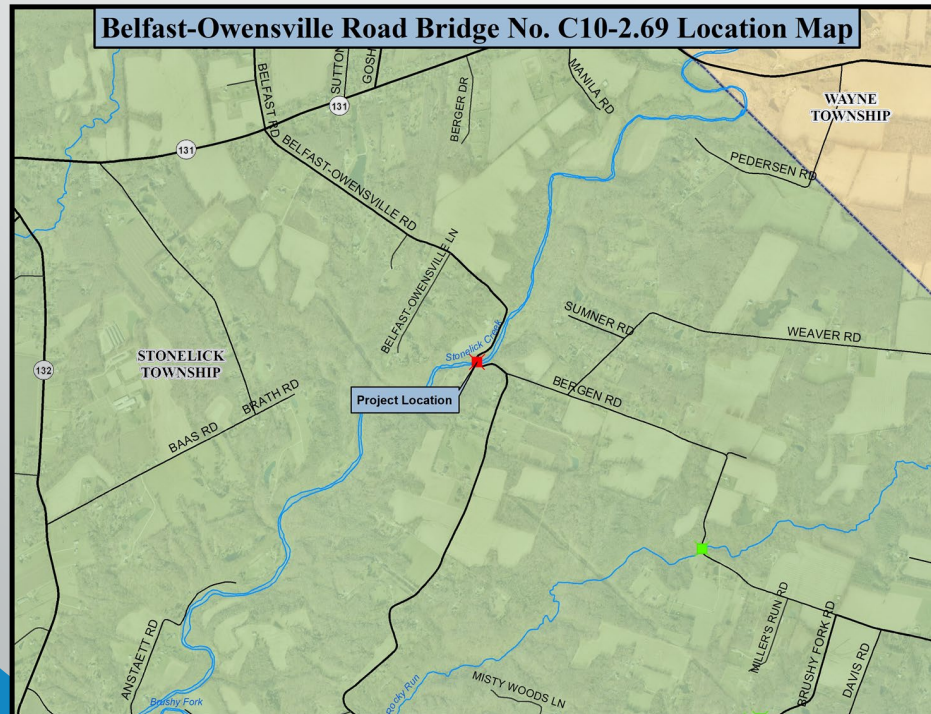 Belfast-Owensville Road Bridge No. C10-2.69 Location Map
BELFAST RD
SUTTON
GOSH
131
131
BERGER DR
MANILA RD
WAYNE
TOWNSHIP
PEDERSEN RD
BELFAST-OWENSVILLE RD
BELFAST-OWENSVILLE LN
SUMNER RD
WEAVER RD
Stonelick Creek
STONELICK
TOWNSHIP
132
Project Location
BERGEN RD
BRATH RD
BAAS RD
ANSTAETT RD
Brushy Fork
Rocky Run
MISTY WOODS LN
MILLER'S RUN RD
BRUSHY FORK RD
DAVIS RD